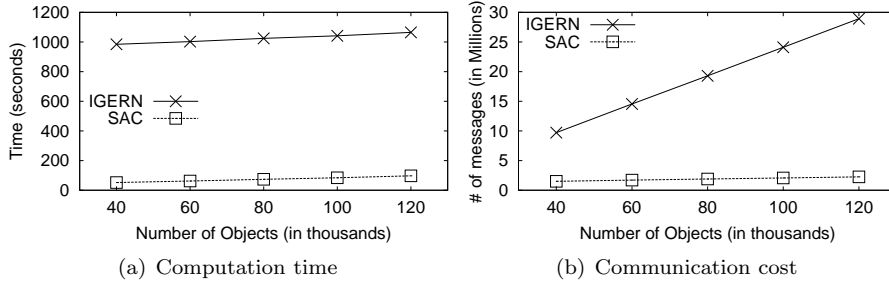 Time (seconds)
1200
1000
800
600
400
200
0
IGERN
SAC
40 60 80 100 120
Number of Objects (in thousands)
(a) Computation time
# of messages (in Millions)
30
25
20
15
10
5
0
IGERN
SAC
40 60 80 100 120
Number of Objects (in thousands)
(b) Communication cost